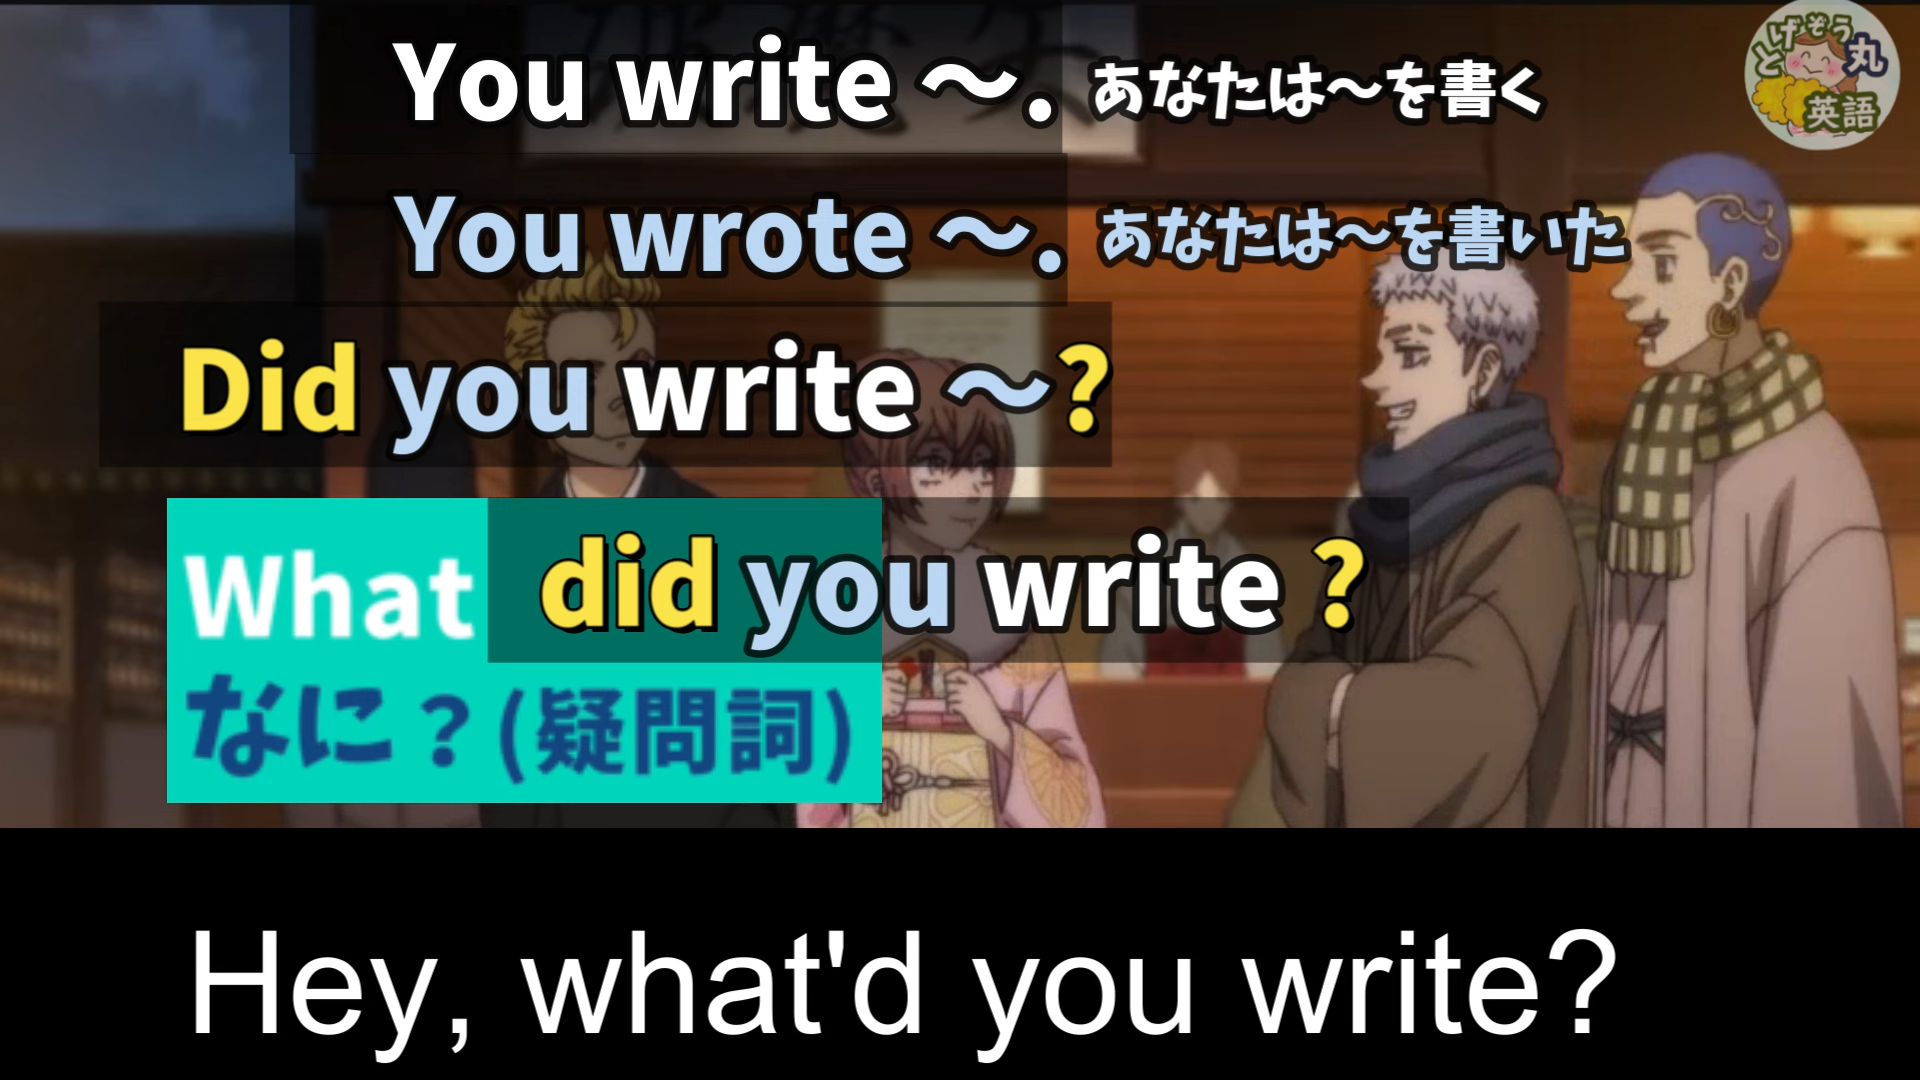 You write ～. あなたは～を書く
You wrote ～. あなたは～を書いた
Did you write ～?
What did you write ?
なに？(疑問詞)
Hey, what'd you write?
とげぞう丸
英語